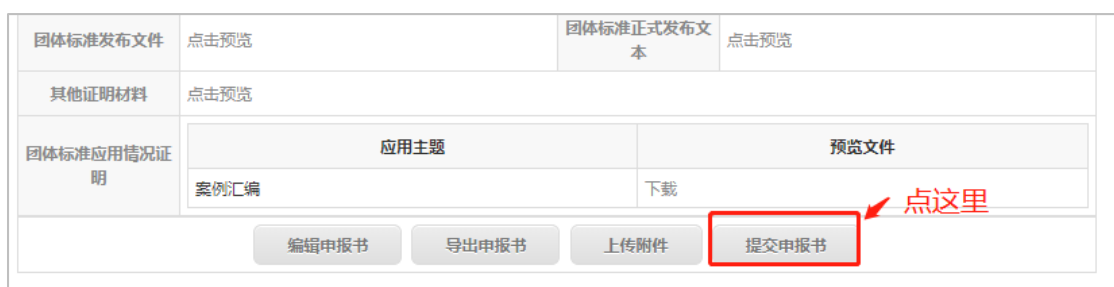 团体标准发布文件 点击预览 团体标准正式发布文
本 点击预览
其他证明材料 点击预览
团体标准应用情况证
明
应用主题 预览文件
案例汇编 下载
点这里
编辑申报书 导出申报书 上传附件 提交申报书